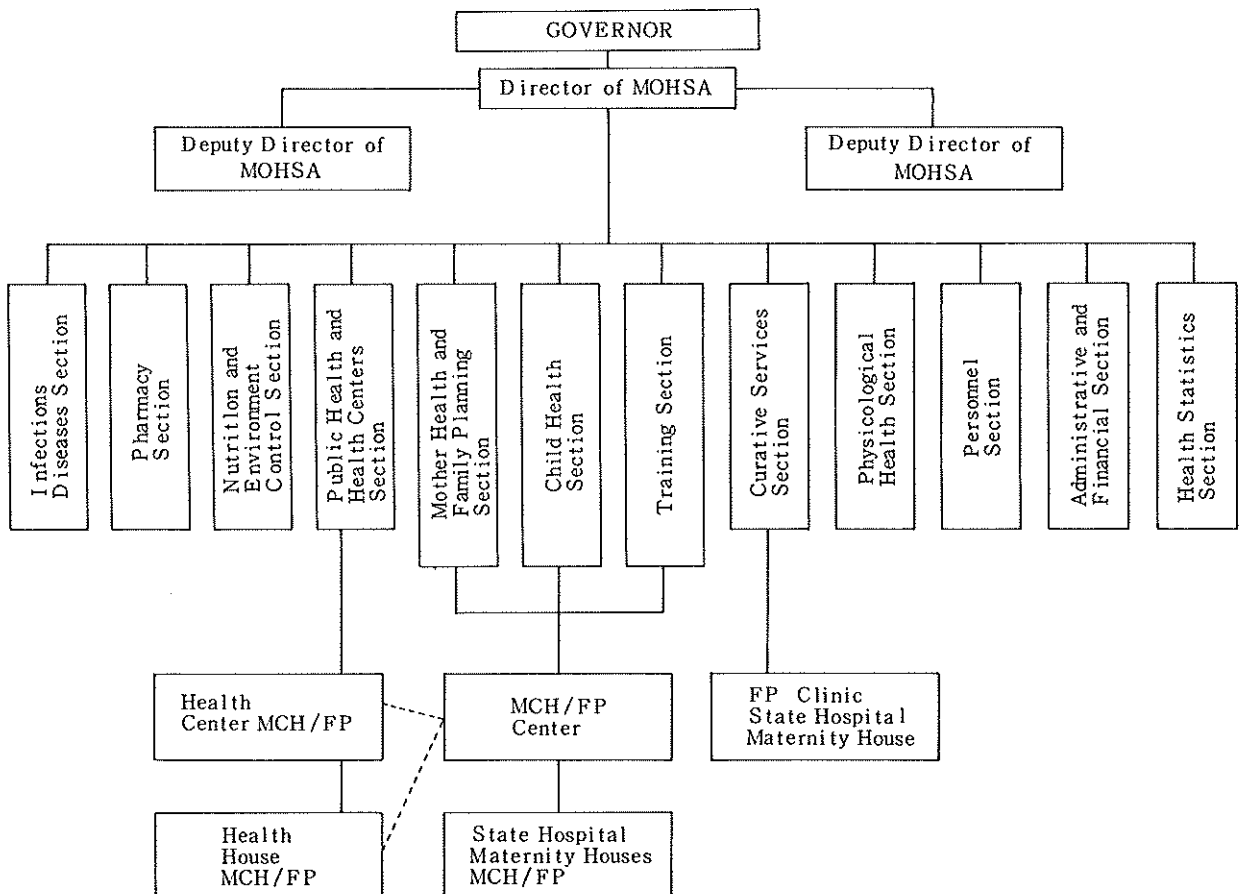 GOVERNOR
Director of MOHSA
Deputy Director of
MOHSA
Deputy Director of
MOHSA
Infections
Diseases Section
Pharmacy
Section
Nutrition and
Environment
Control Section
Public Health and
Health Centers
Section
Mother Health and
Family Planning
Section
Child Health
Section
Training Section
Curative Services
Section
Physicological
Health Section
Personnel
Section
Administrative and
Financial Section
Health Statistics
Section
Health
Center MCH/FP
MCH/FP
Center
FP Clinic
State Hospital
Maternity House
Health
House
MCH/FP
State Hospital
Maternity Houses
MCH/FP